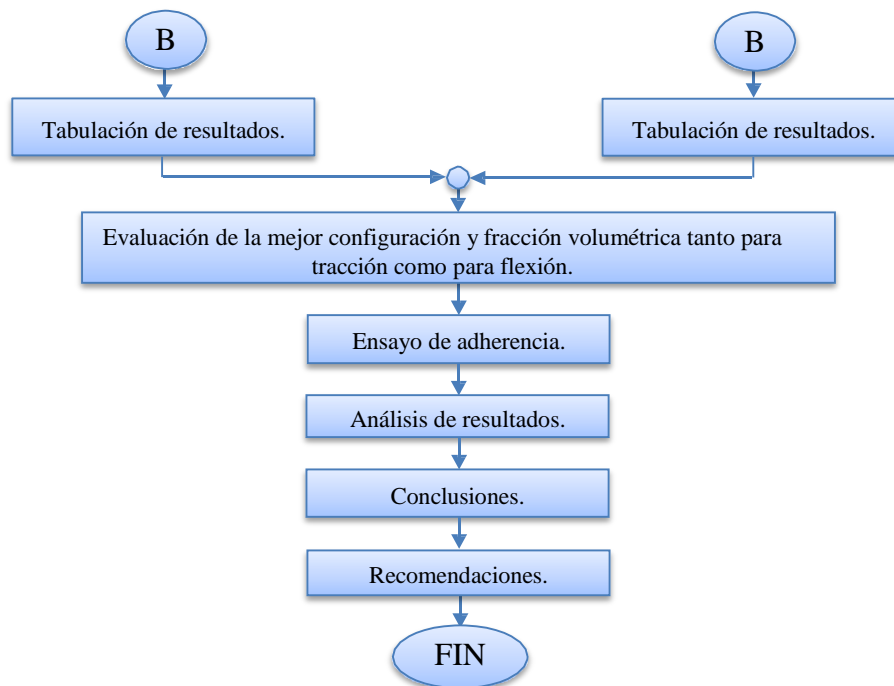 B
B
Tabulación de resultados.
Tabulación de resultados.
Evaluación de la mejor configuración y fracción volumétrica tanto para
tracción como para flexión.
Ensayo de adherencia.
Análisis de resultados.
Conclusiones.
Recomendaciones.
FIN